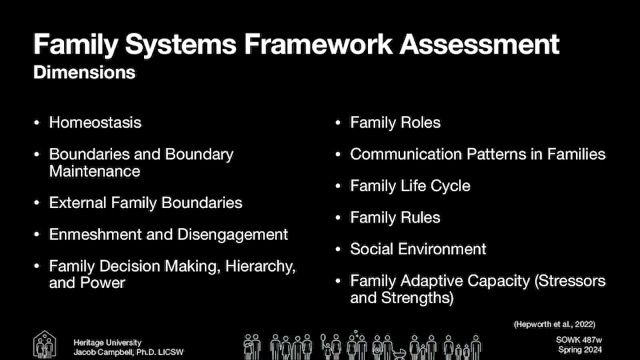 Family Systems Framework Assessment
Dimensions
• Homeostasis
• Boundaries and Boundary
Maintenance
• External Family Boundaries
• Enmeshment and Disengagement
• Family Decision Making, Hierarchy,
and Power
• Family Roles
• Communication Patterns in Families
• Family Life Cycle
• Family Rules
• Social Environment
• Family Adaptive Capacity (Stressors
and Strengths)
(Hepworth et al., 2022)
Heritage University
Jacob Campbell, Ph.D. LICSW
SOWK 487w
Spring 2024